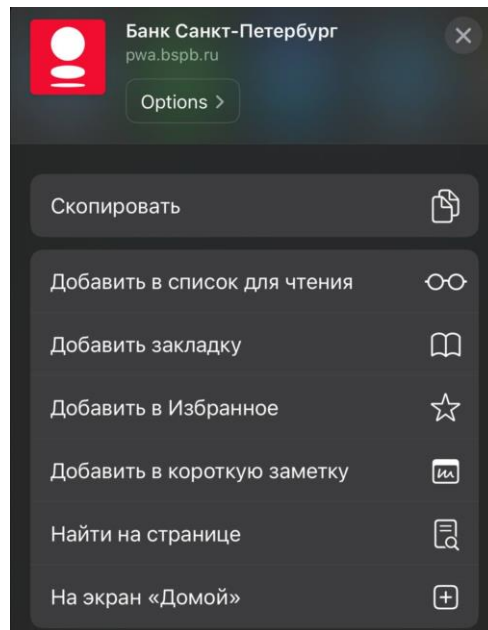 Банк Санкт-Петербург
pwa.bspb.ru
Options >
Скопировать
Добавить в список для чтения
Добавить закладку
Добавить в Избранное
Добавить в короткую заметку
Найти на странице
На экран «Домой»